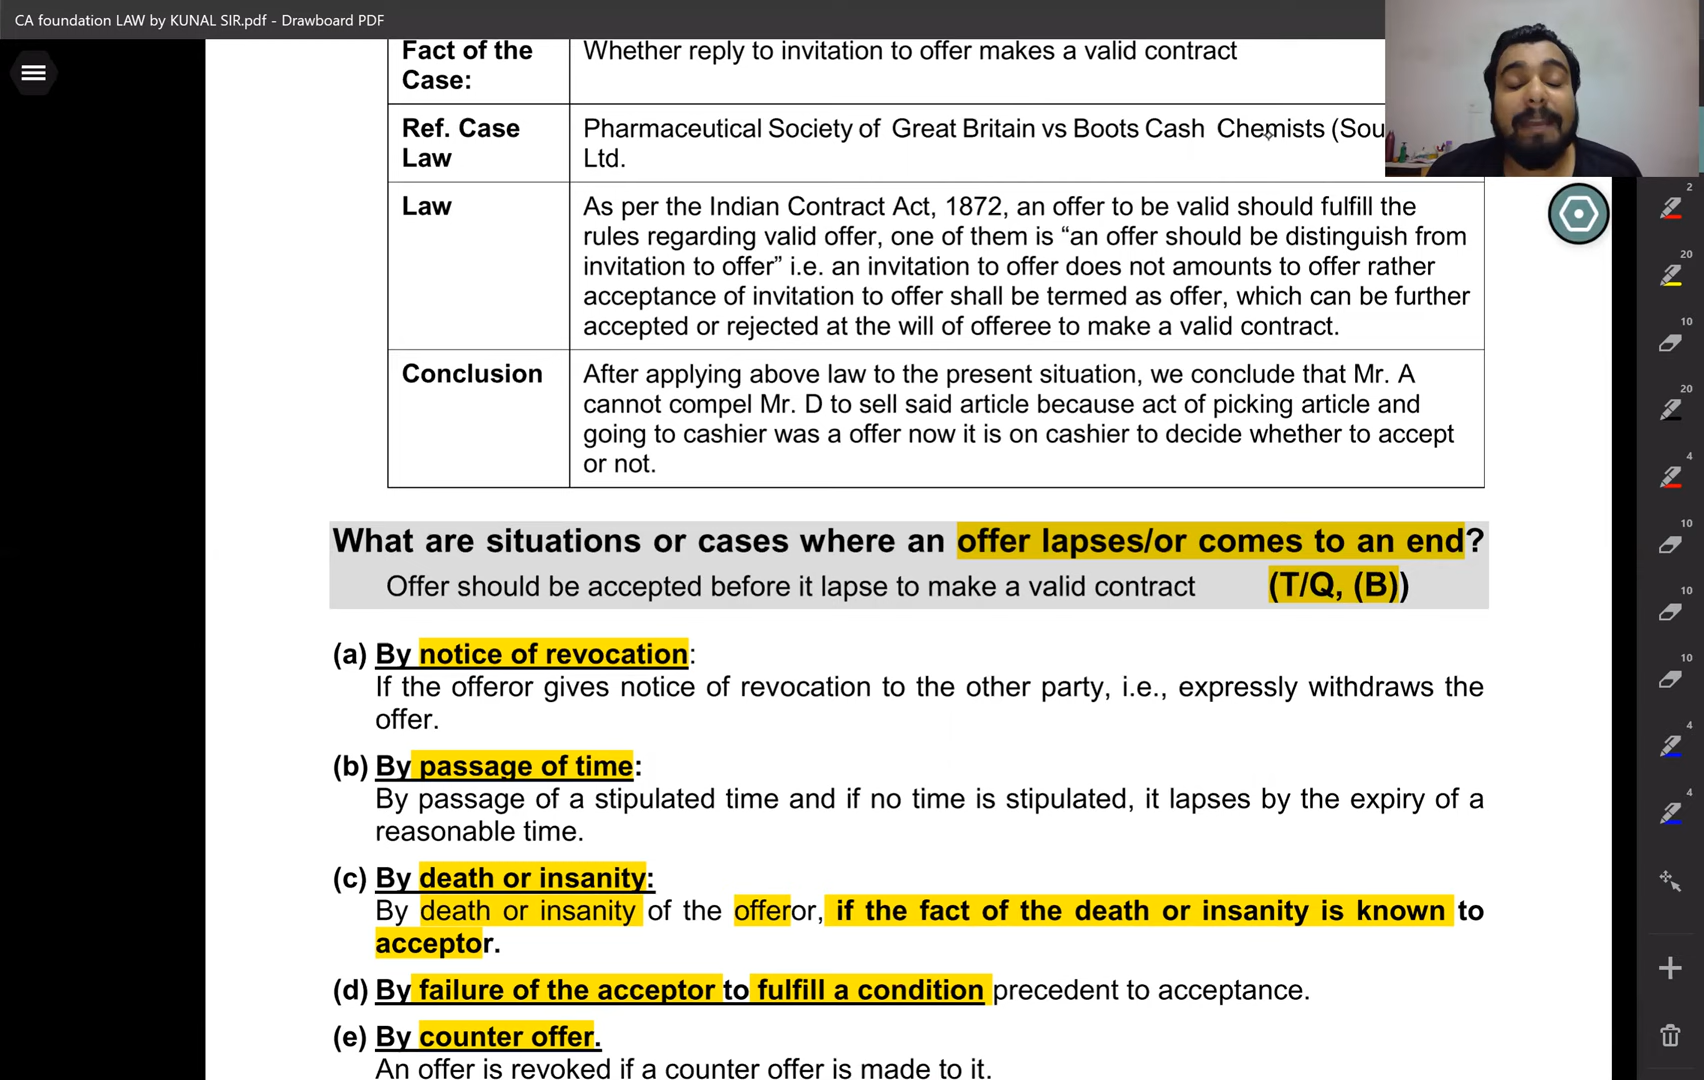 CA foundation LAW by KUNAL SIR.pdf - Drawboard PDF
Fact of the
Case:
Whether reply to invitation to offer makes a valid contract
Ref. Case
Law
Pharmaceutical Society of Great Britain vs Boots Cash Chemists (Sou
Ltd.
Law
As per the Indian Contract Act, 1872, an offer to be valid should fulfill the
rules regarding valid offer, one of them is “an offer should be distinguish from
invitation to offer” i.e. an invitation to offer does not amounts to offer rather
acceptance of invitation to offer shall be termed as offer, which can be further
accepted or rejected at the will of offeree to make a valid contract.
Conclusion
After applying above law to the present situation, we conclude that Mr. A
cannot compel Mr. D to sell said article because act of picking article and
going to cashier was a offer now it is on cashier to decide whether to accept
or not.
What are situations or cases where an offer lapses/or comes to an end?
Offer should be accepted before it lapse to make a valid contract (T/Q, (B))
(a) By notice of revocation:
If the offeror gives notice of revocation to the other party, i.e., expressly withdraws the
offer.
(b) By passage of time:
By passage of a stipulated time and if no time is stipulated, it lapses by the expiry of a
reasonable time.
(c) By death or insanity:
By death or insanity of the offeror, if the fact of the death or insanity is known to
acceptor.
(d) By failure of the acceptor to fulfill a condition precedent to acceptance.
(e) By counter offer.
An offer is revoked if a counter offer is made to it.
2
20
10
20
4
10
10
10
4
4